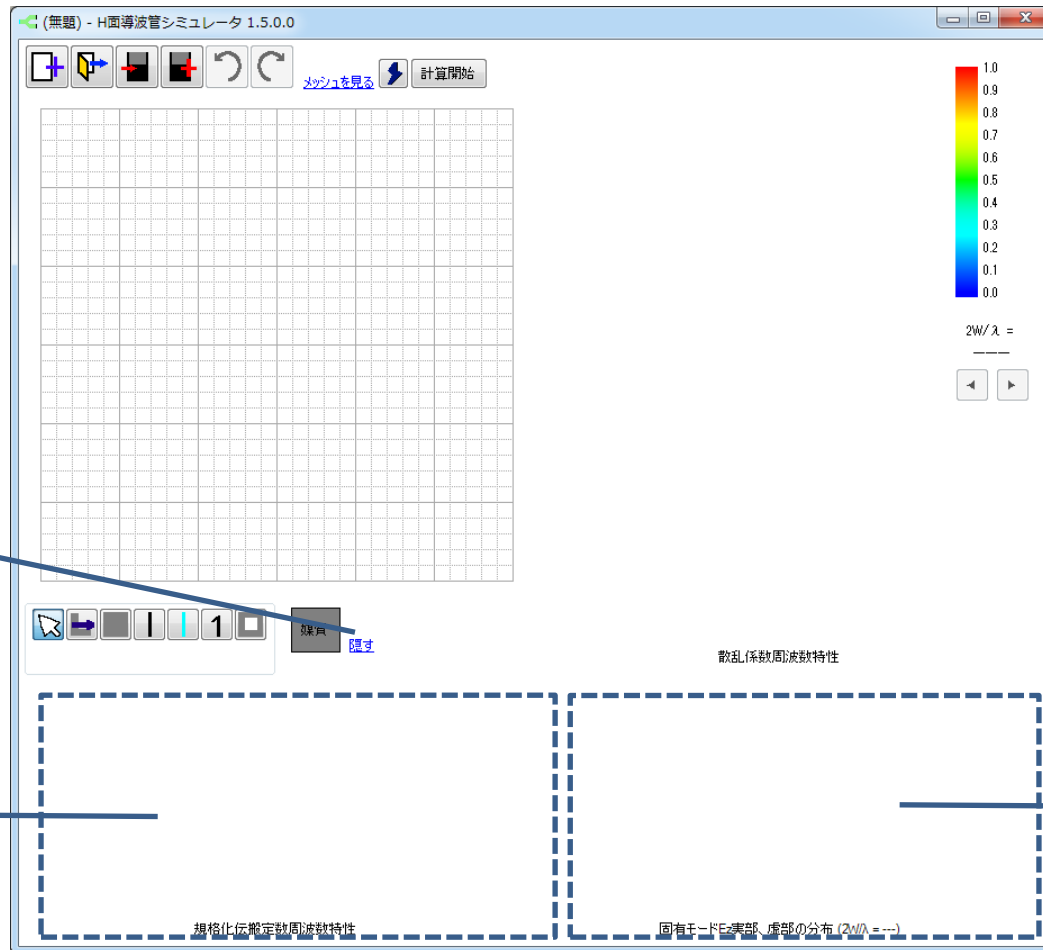 (無題) - H面導波管シミュレータ 1.5.0.0
メッシュを見る
計算開始
1.0
0.9
0.8
0.7
0.6
0.5
0.4
0.3
0.2
0.1
0.0
2W/λ =
---
1
媒質
隠す
散乱係数周波数特性
規格化伝搬定数周波数特性
固有モードEz実部、虚部の分布 (2W/λ = ---)